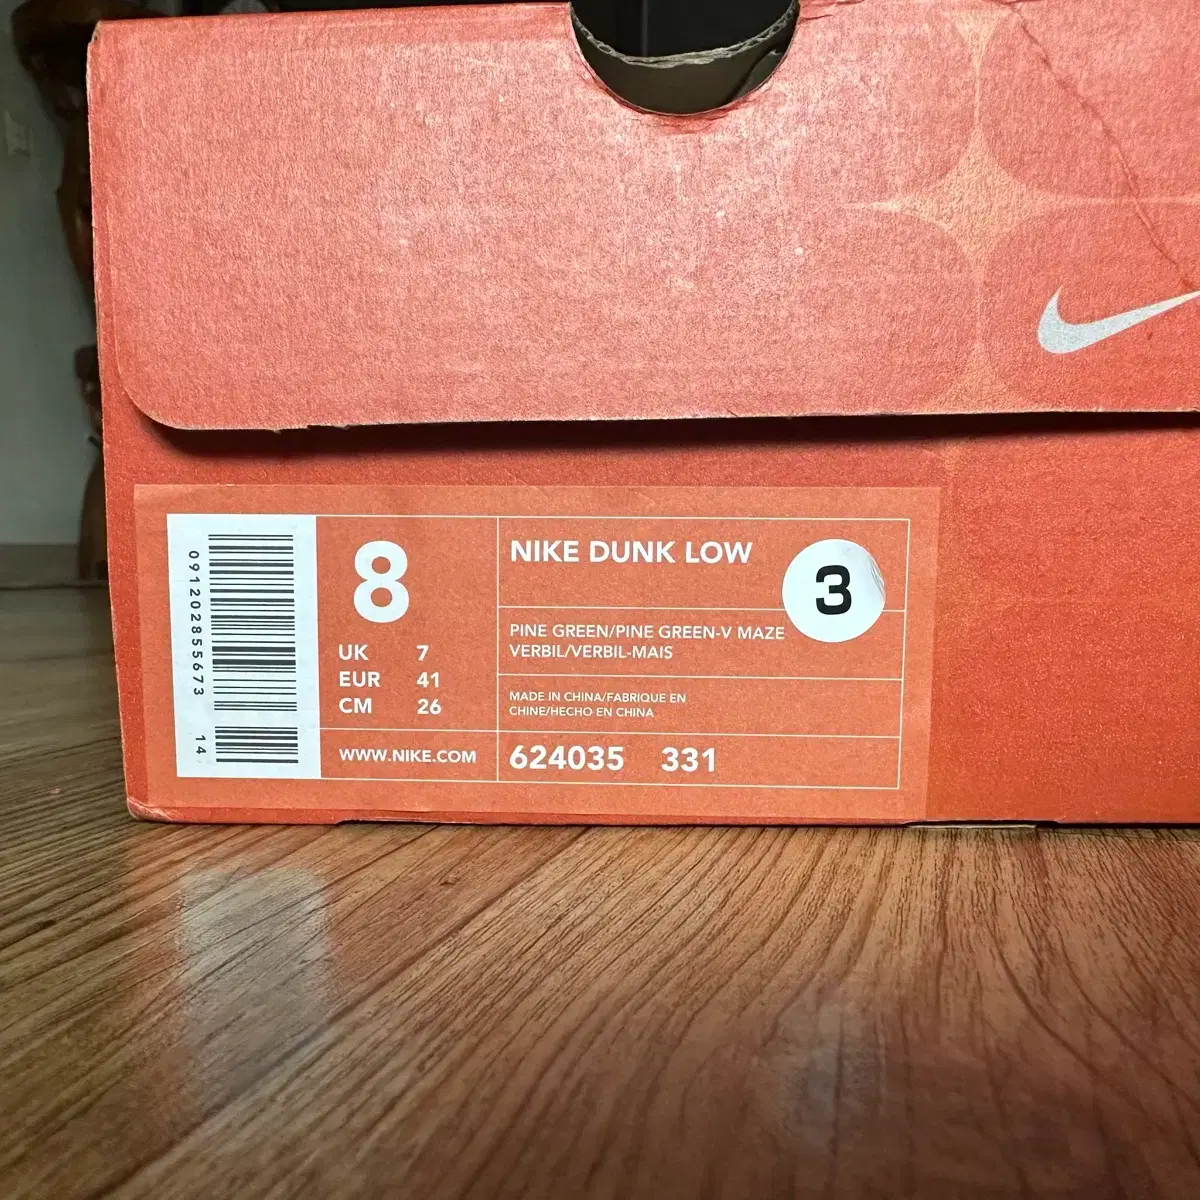 091202855673
14
8
UK 7
EUR 41
CM 26
WWW.NIKE.COM
NIKE DUNK LOW
3
PINE GREEN/PINE GREEN-V MAZE
VERBIL/VERBIL-MAIS
MADE IN CHINA/FABRIQUE EN
CHINE/HECHO EN CHINA
624035 331